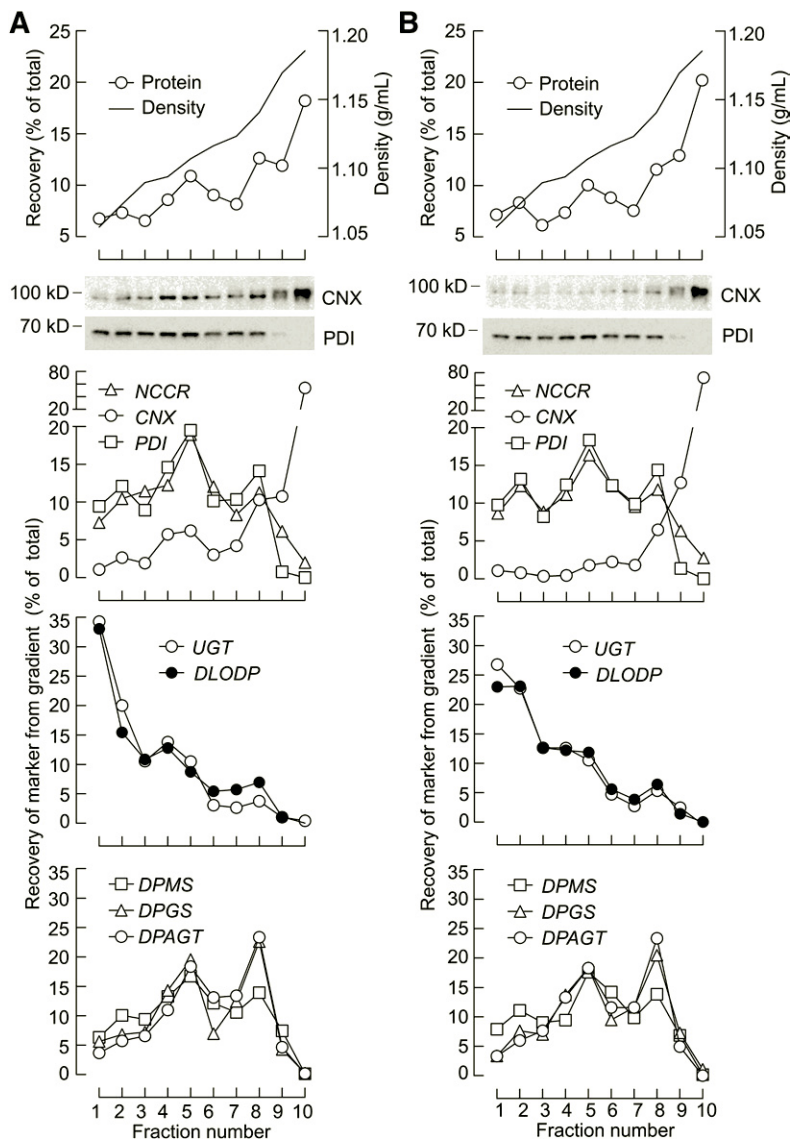 A
B
Recovery (% of total)
25
20
15
10
5
1.20
1.15
1.10
1.05
Density (g/mL)
Protein
Density
Recovery (% of total)
25
20
15
10
5
1.20
1.15
1.10
1.05
Density (g/mL)
Protein
Density
100 kD
CNX
70 kD
PDI
100 kD
CNX
70 kD
PDI
Recovery of marker from gradient (% of total)
80
20
20
15
10
5
0
NCCR
CNX
PDI
35
30
25
20
15
10
5
0
UGT
DLODP
35
30
25
20
15
10
5
0
DPMS
DPGS
DPAGT
1 2 3 4 5 6 7 8 9 10
Fraction number
Recovery of marker from gradient (% of total)
80
20
20
15
10
5
0
NCCR
CNX
PDI
35
30
25
20
15
10
5
0
UGT
DLODP
35
30
25
20
15
10
5
0
DPMS
DPGS
DPAGT
1 2 3 4 5 6 7 8 9 10
Fraction number